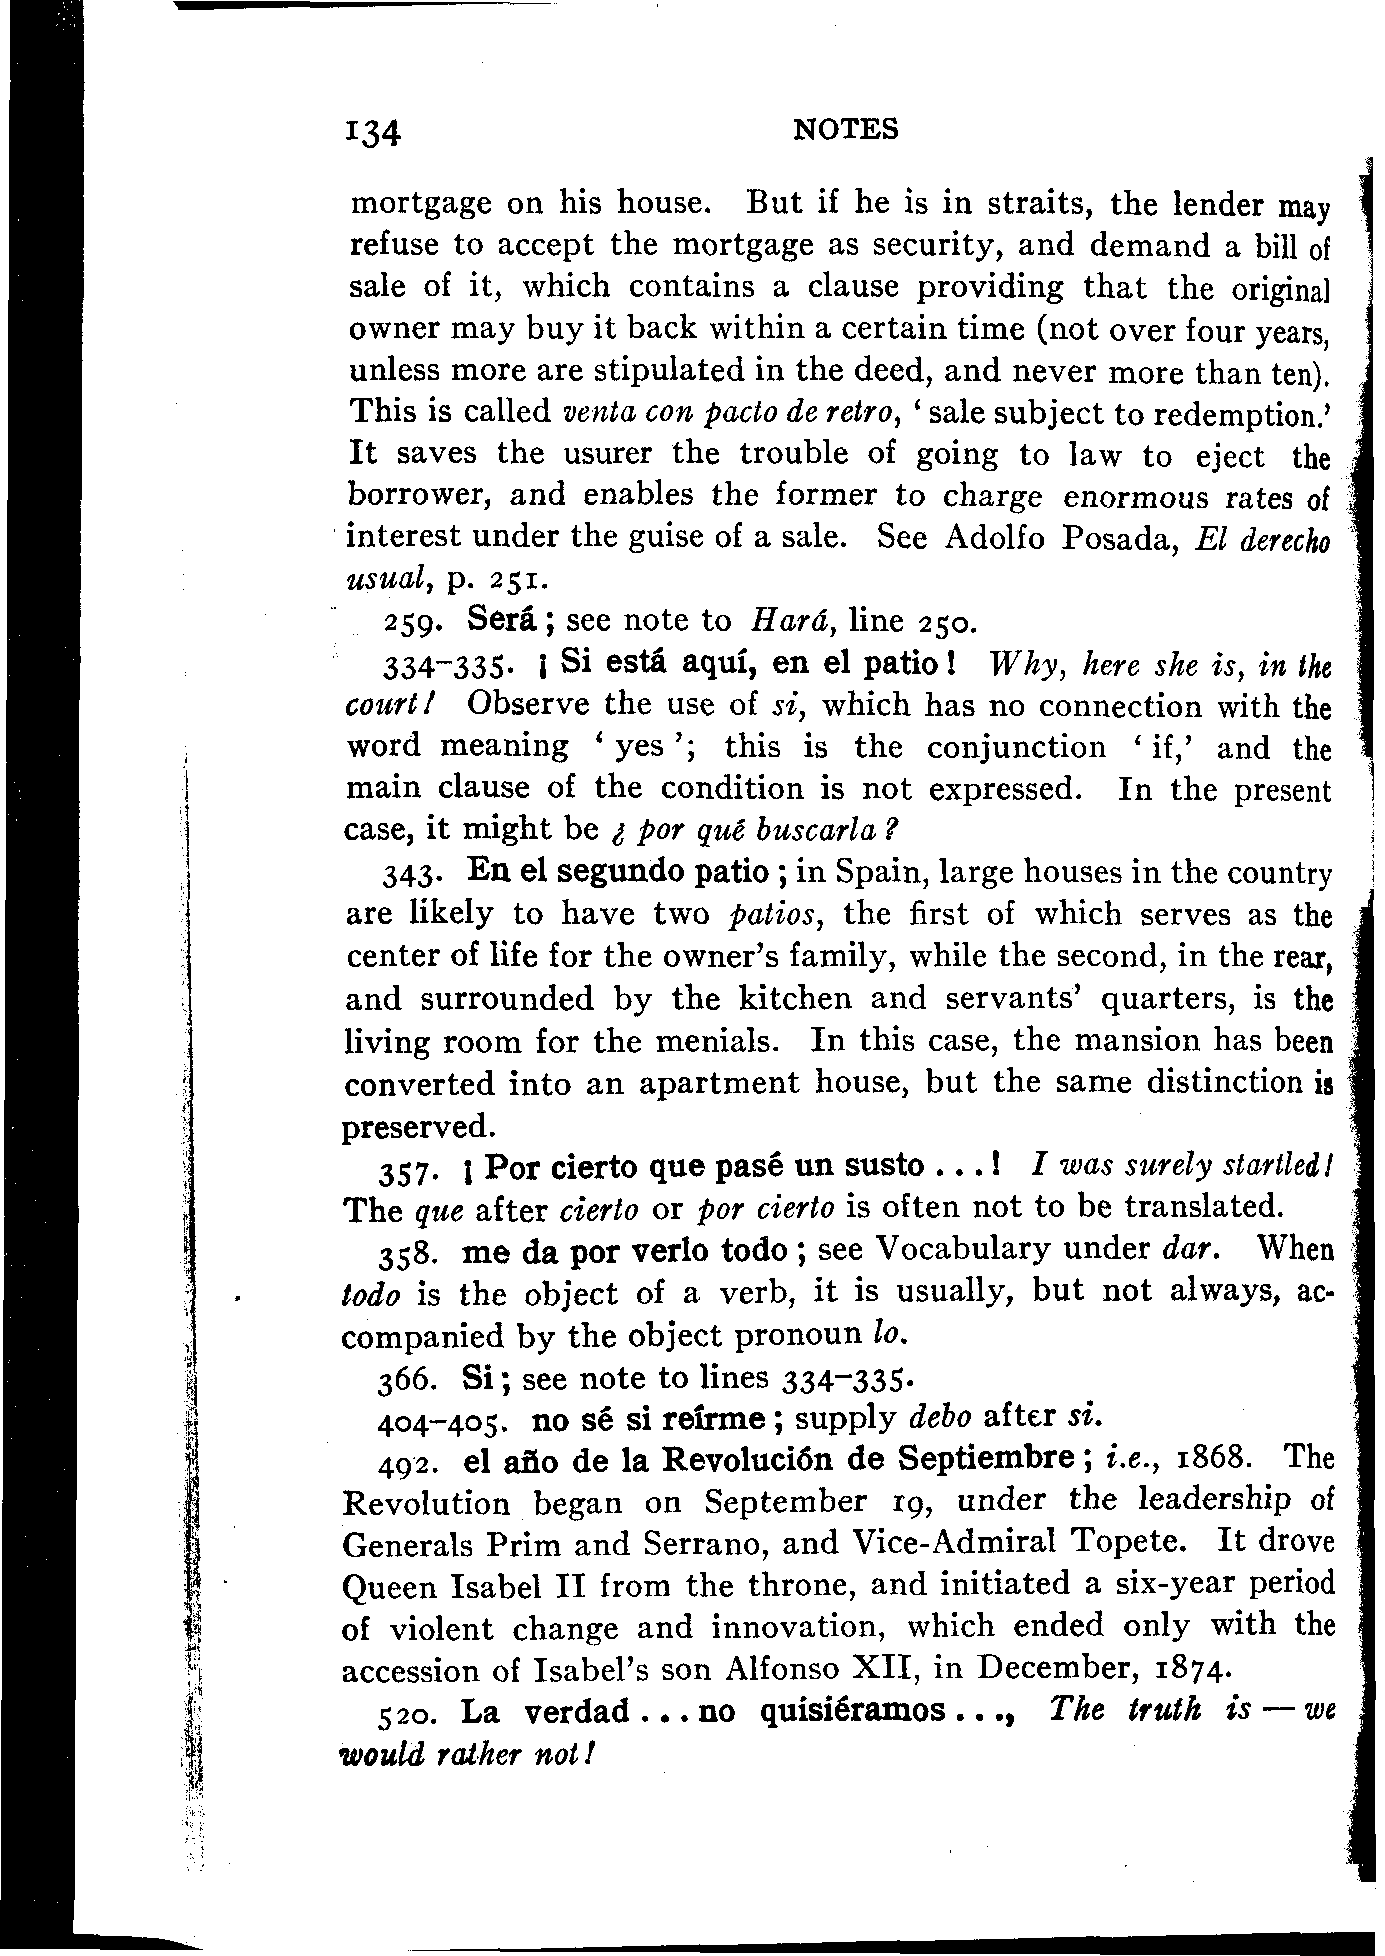 134 NOTES
mortgage on his house. But if he is in straits, the lender may
refuse to accept the mortgage as security, and demand a bill of
sale of it, which contains a clause providing that the original
owner may buy it back within a certain time (not over four years,
unless more are stipulated in the deed, and never more than ten).
This is called venta con pacto de retro, ‘ sale subject to redemption.’
It saves the usurer the trouble of going to law to eject the
borrower, and enables the former to charge enormous rates of
interest under the guise of a sale. See Adolfo Posada, El derecho
usual, p. 251.
259. Será ; see note to Hará, line 250.
334–335. ¡ Si está aquí, en el patio ! Why, here she is, in the
court ! Observe the use of si, which has no connection with the
word meaning ‘ yes ’; this is the conjunction ‘ if,’ and the
main clause of the condition is not expressed. In the present
case, it might be ¿ por qué buscarla ?
343. En el segundo patio ; in Spain, large houses in the country
are likely to have two patios, the first of which serves as the
center of life for the owner’s family, while the second, in the rear,
and surrounded by the kitchen and servants’ quarters, is the
living room for the menials. In this case, the mansion has been
converted into an apartment house, but the same distinction is
preserved.
357. ¡ Por cierto que pasé un susto . . . ! I was surely startled !
The que after cierto or por cierto is often not to be translated.
358. me da por verlo todo ; see Vocabulary under dar. When
todo is the object of a verb, it is usually, but not always, ac-
companied by the object pronoun lo.
366. Si ; see note to lines 334–335.
404–405. no sé si reírme ; supply debo after si.
492. el año de la Revolución de Septiembre ; i.e., 1868. The
Revolution began on September 19, under the leadership of
Generals Prim and Serrano, and Vice-Admiral Topete. It drove
Queen Isabel II from the throne, and initiated a six-year period
of violent change and innovation, which ended only with the
accession of Isabel’s son Alfonso XII, in December, 1874.
520. La verdad . . . no quisiéramos . . ., The truth is — we
would rather not !